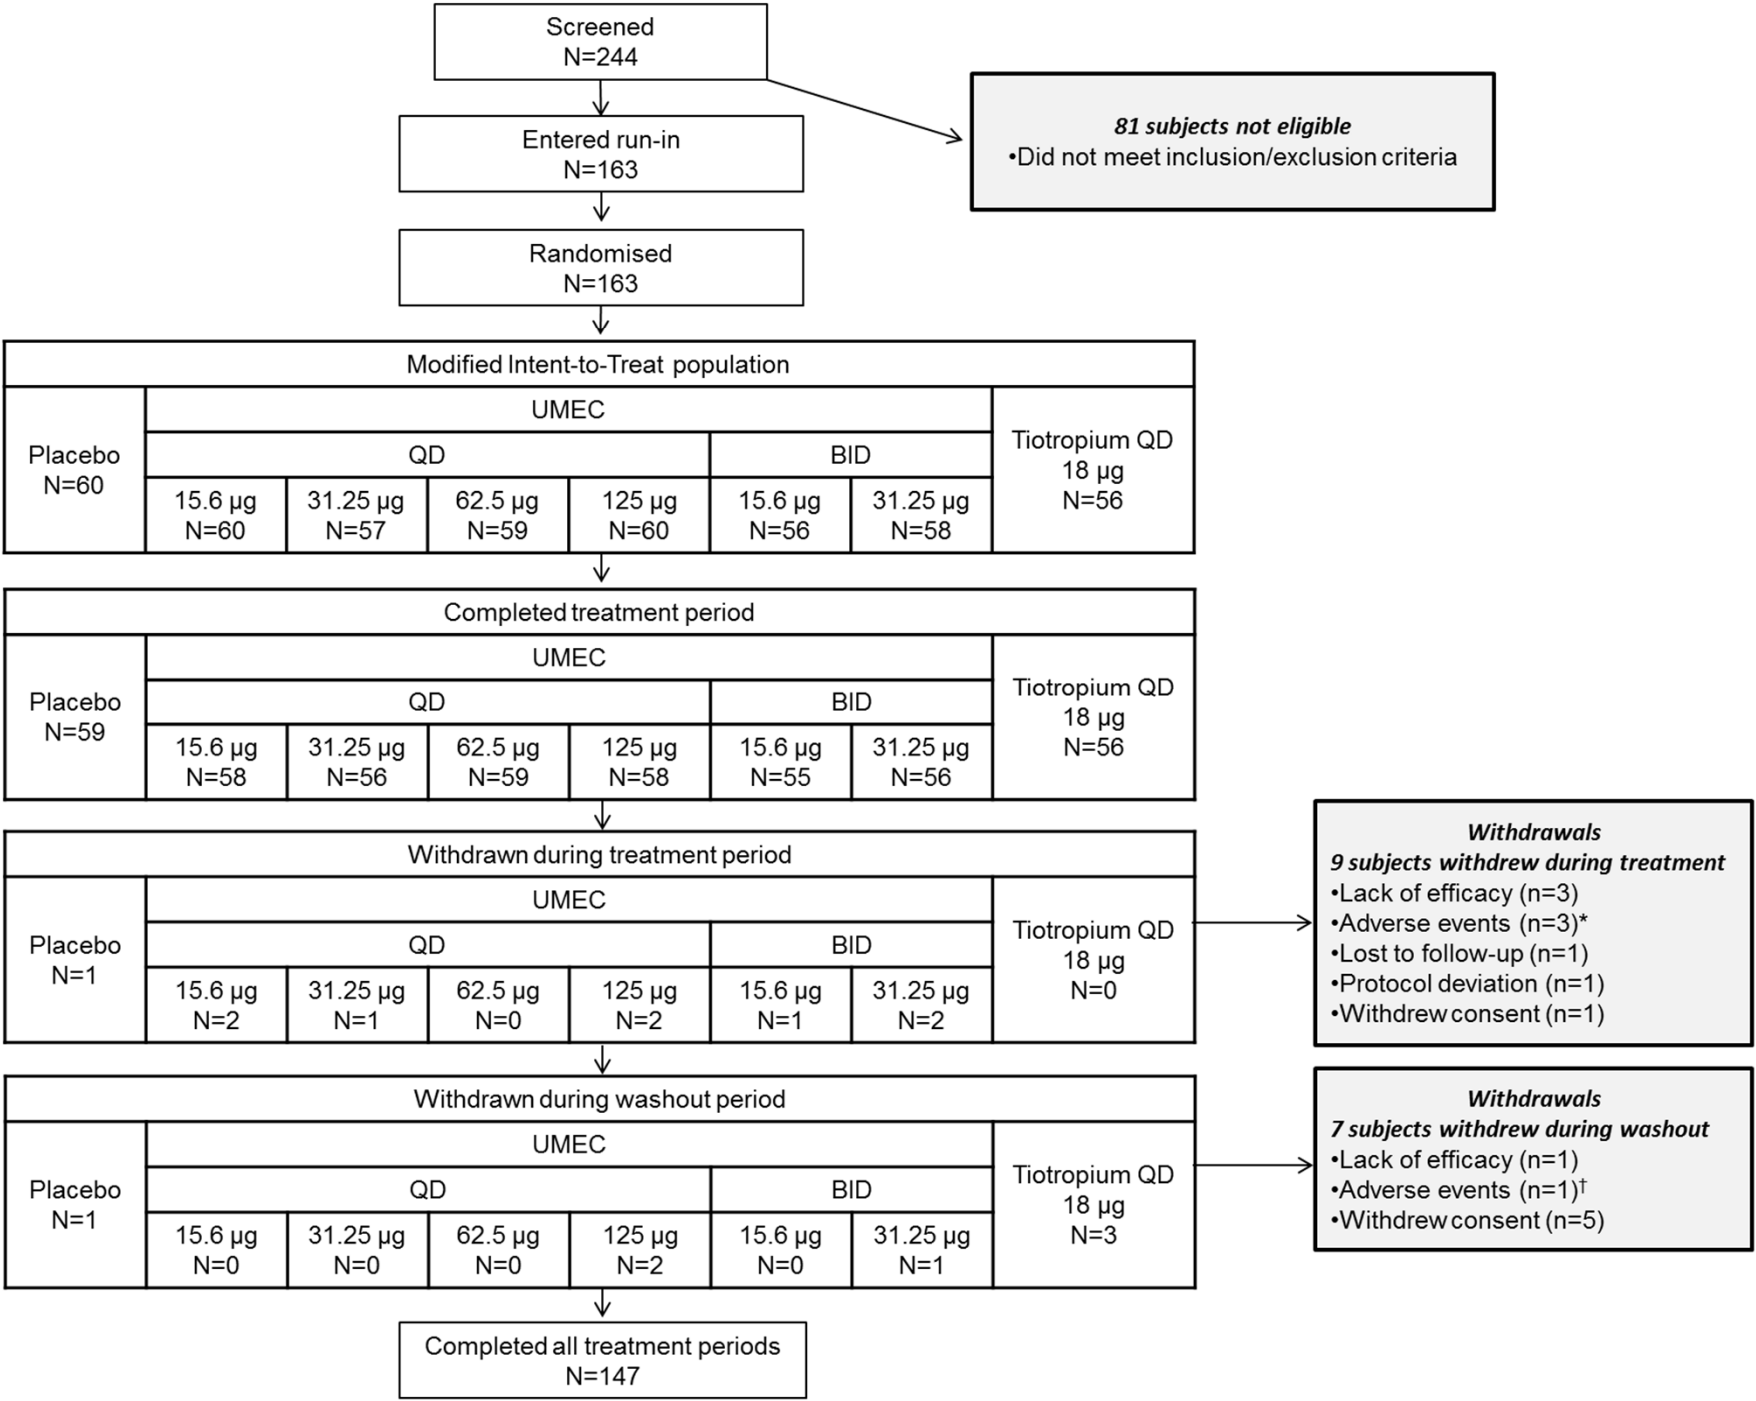 Screened
N=244
81 subjects not eligible
•Did not meet inclusion/exclusion criteria
Entered run-in
N=163
Randomised
N=163
Modified Intent-to-Treat population
Placebo
N=60
UMEC
QD
BID
15.6 µg
N=60
31.25 µg
N=57
62.5 µg
N=59
125 µg
N=60
15.6 µg
N=56
31.25 µg
N=58
Tiotropium QD
18 µg
N=56
Completed treatment period
Placebo
N=59
UMEC
QD
BID
15.6 µg
N=58
31.25 µg
N=56
62.5 µg
N=59
125 µg
N=58
15.6 µg
N=55
31.25 µg
N=56
Tiotropium QD
18 µg
N=56
Withdrawn during treatment period
Placebo
N=1
UMEC
QD
BID
15.6 µg
N=2
31.25 µg
N=1
62.5 µg
N=0
125 µg
N=2
15.6 µg
N=1
31.25 µg
N=2
Tiotropium QD
18 µg
N=0
Withdrawals
9 subjects withdrew during treatment
•Lack of efficacy (n=3)
•Adverse events (n=3)*
•Lost to follow-up (n=1)
•Protocol deviation (n=1)
•Withdrew consent (n=1)
Withdrawn during washout period
Placebo
N=1
UMEC
QD
BID
15.6 µg
N=0
31.25 µg
N=0
62.5 µg
N=0
125 µg
N=2
15.6 µg
N=0
31.25 µg
N=1
Tiotropium QD
18 µg
N=3
Withdrawals
7 subjects withdrew during washout
•Lack of efficacy (n=1)
•Adverse events (n=1)†
•Withdrew consent (n=5)
Completed all treatment periods
N=147